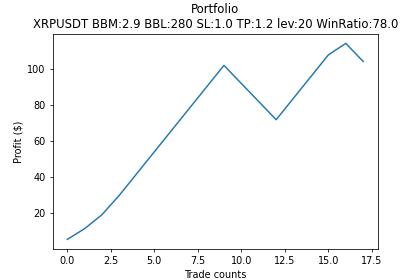 Portfolio
XRPUSDT BBM:2.9 BBL:280 SL:1.0 TP:1.2 lev:20 WinRatio:78.0
100
80
60
40
20
Profit ($)
0.0 2.5 5.0 7.5 10.0 12.5 15.0 17.5
Trade counts